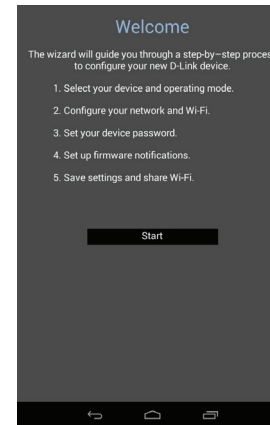 Welcome
The wizard will guide you through a step-by-step proces
to configure your new D-Link device.
1. Select your device and operating mode.
2. Configure your network and Wi-Fi.
3. Set your device password.
4. Set up firmware notifications.
5. Save settings and share Wi-Fi.
Start